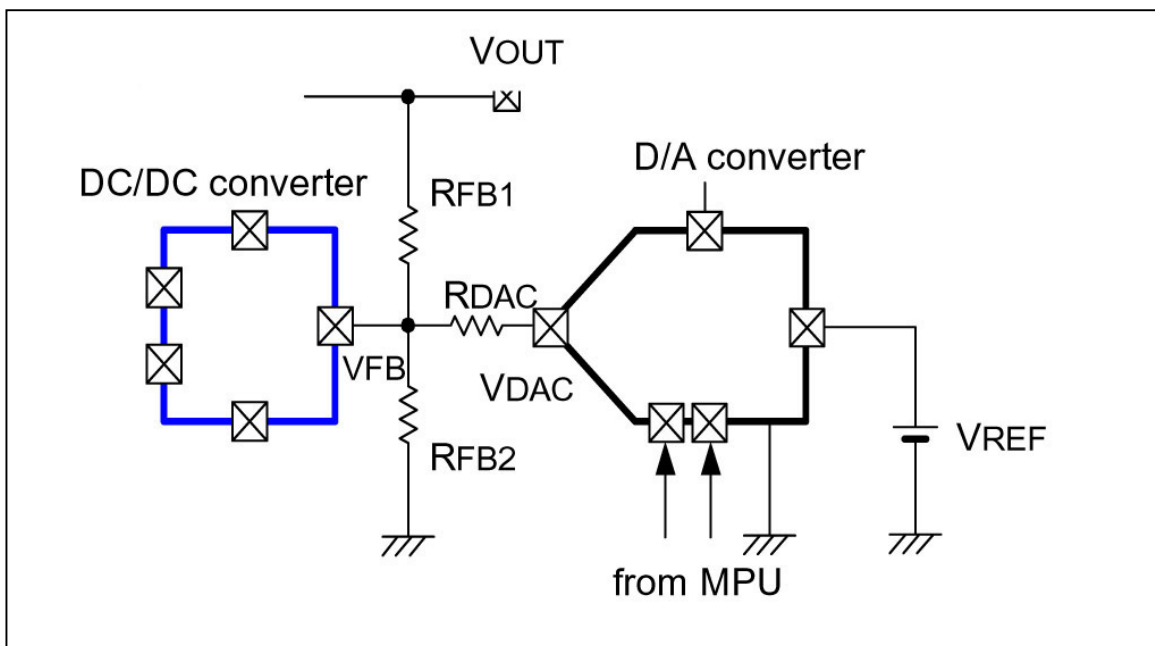 VOUT
D/A converter
DC/DC converter
RFB1
RDAC
VFB
VDAC
RFB2
VREF
from MPU